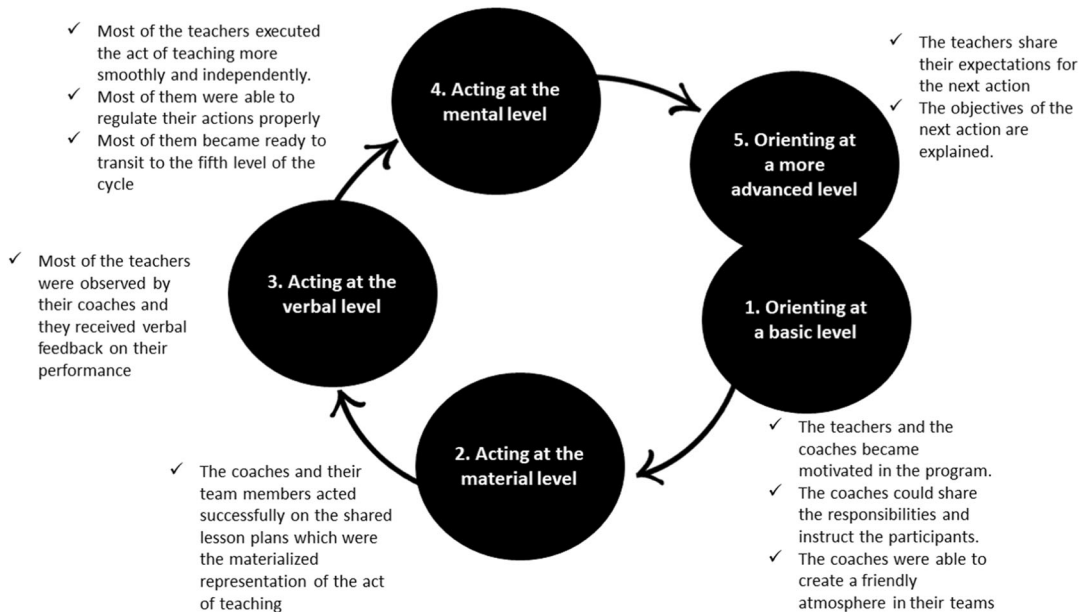 ✓ Most of the teachers executed
the act of teaching more
smoothly and independently.
✓ Most of them were able to
regulate their actions properly
✓ Most of them became ready to
transit to the fifth level of the
cycle
4. Acting at the
mental level
✓ The teachers share
their expectations for
the next action
✓ The objectives of the
next action are
explained.
5. Orienting at
a more
advanced level
✓ Most of the teachers
were observed by
their coaches and
they received verbal
feedback on their
performance
3. Acting at the
verbal level
1. Orienting at
a basic level
✓ The coaches and their
team members acted
successfully on the shared
lesson plans which were
the materialized
representation of the act
of teaching
2. Acting at the
material level
✓ The teachers and the
coaches became
motivated in the program.
✓ The coaches could share
the responsibilities and
instruct the participants.
✓ The coaches were able to
create a friendly
atmosphere in their teams